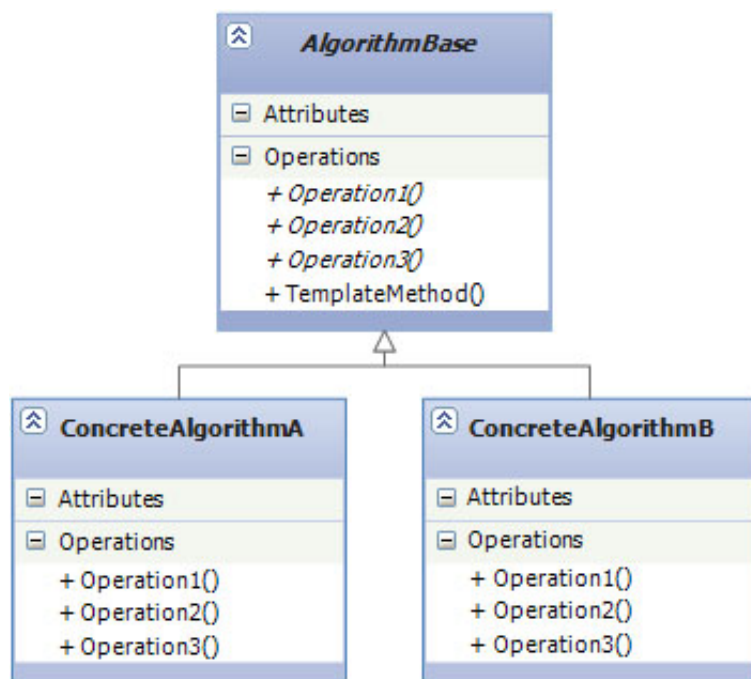 AlgorithmBase
Attributes
Operations
+ Operation1()
+ Operation2()
+ Operation3()
+ TemplateMethod()
ConcreteAlgorithmA
Attributes
Operations
+ Operation1()
+ Operation2()
+ Operation3()
ConcreteAlgorithmB
Attributes
Operations
+ Operation1()
+ Operation2()
+ Operation3()